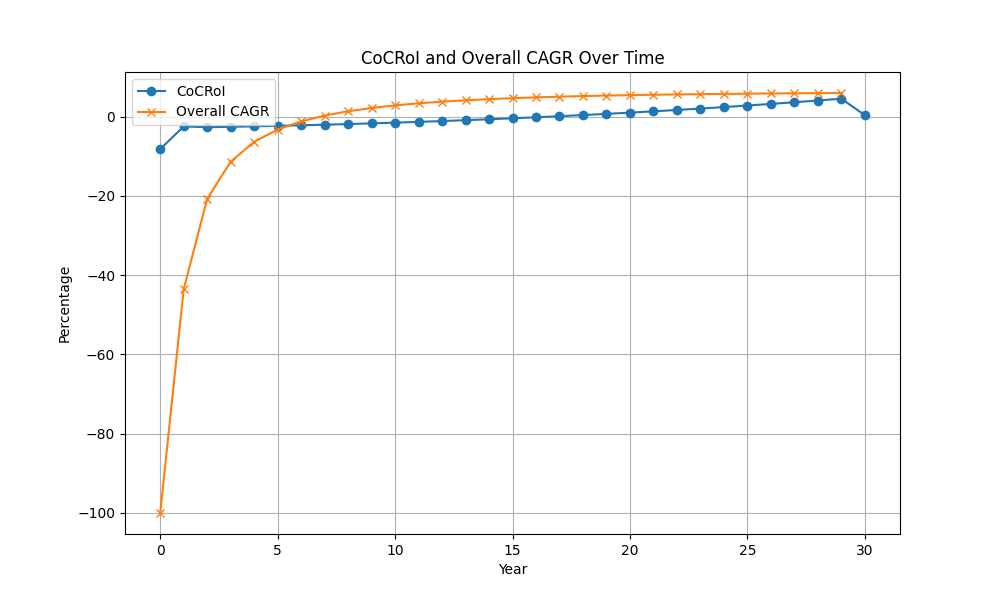 CoCRoI and Overall CAGR Over Time
CoCRoI
Overall CAGR
Percentage
0
−20
−40
−60
−80
−100
0 5 10 15 20 25 30
Year